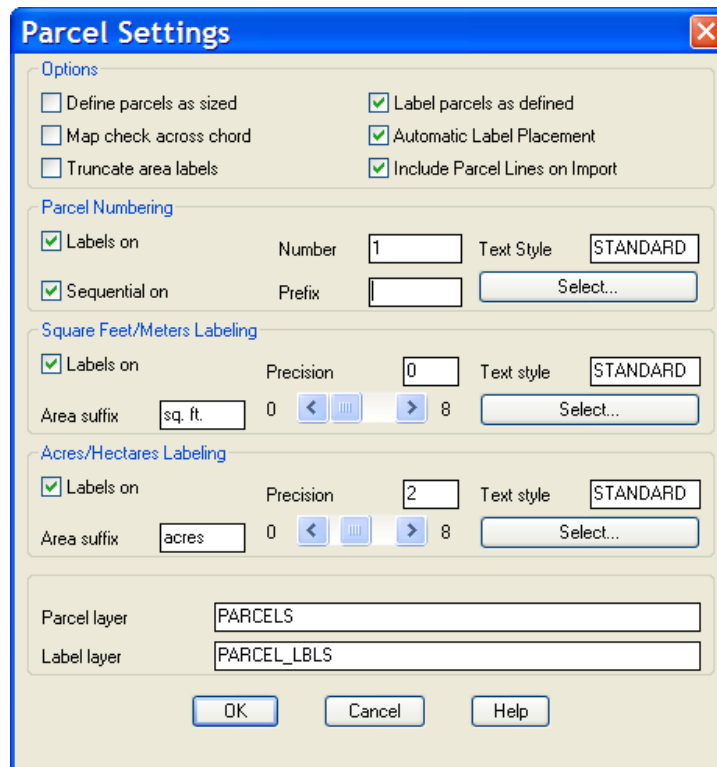 Parcel Settings
Options
Define parcels as sized
Label parcels as defined
Map check across chord
Automatic Label Placement
Truncate area labels
Include Parcel Lines on Import
Parcel Numbering
Labels on
Number 1
Text Style STANDARD
Sequential on
Prefix
Select...
Square Feet/Meters Labeling
Labels on
Precision 0
Text style STANDARD
Area suffix sq. ft.
0 8
Select...
Acres/Hectares Labeling
Labels on
Precision 2
Text style STANDARD
Area suffix acres
0 8
Select...
Parcel layer PARCELS
Label layer PARCEL_LBLS
OK Cancel Help